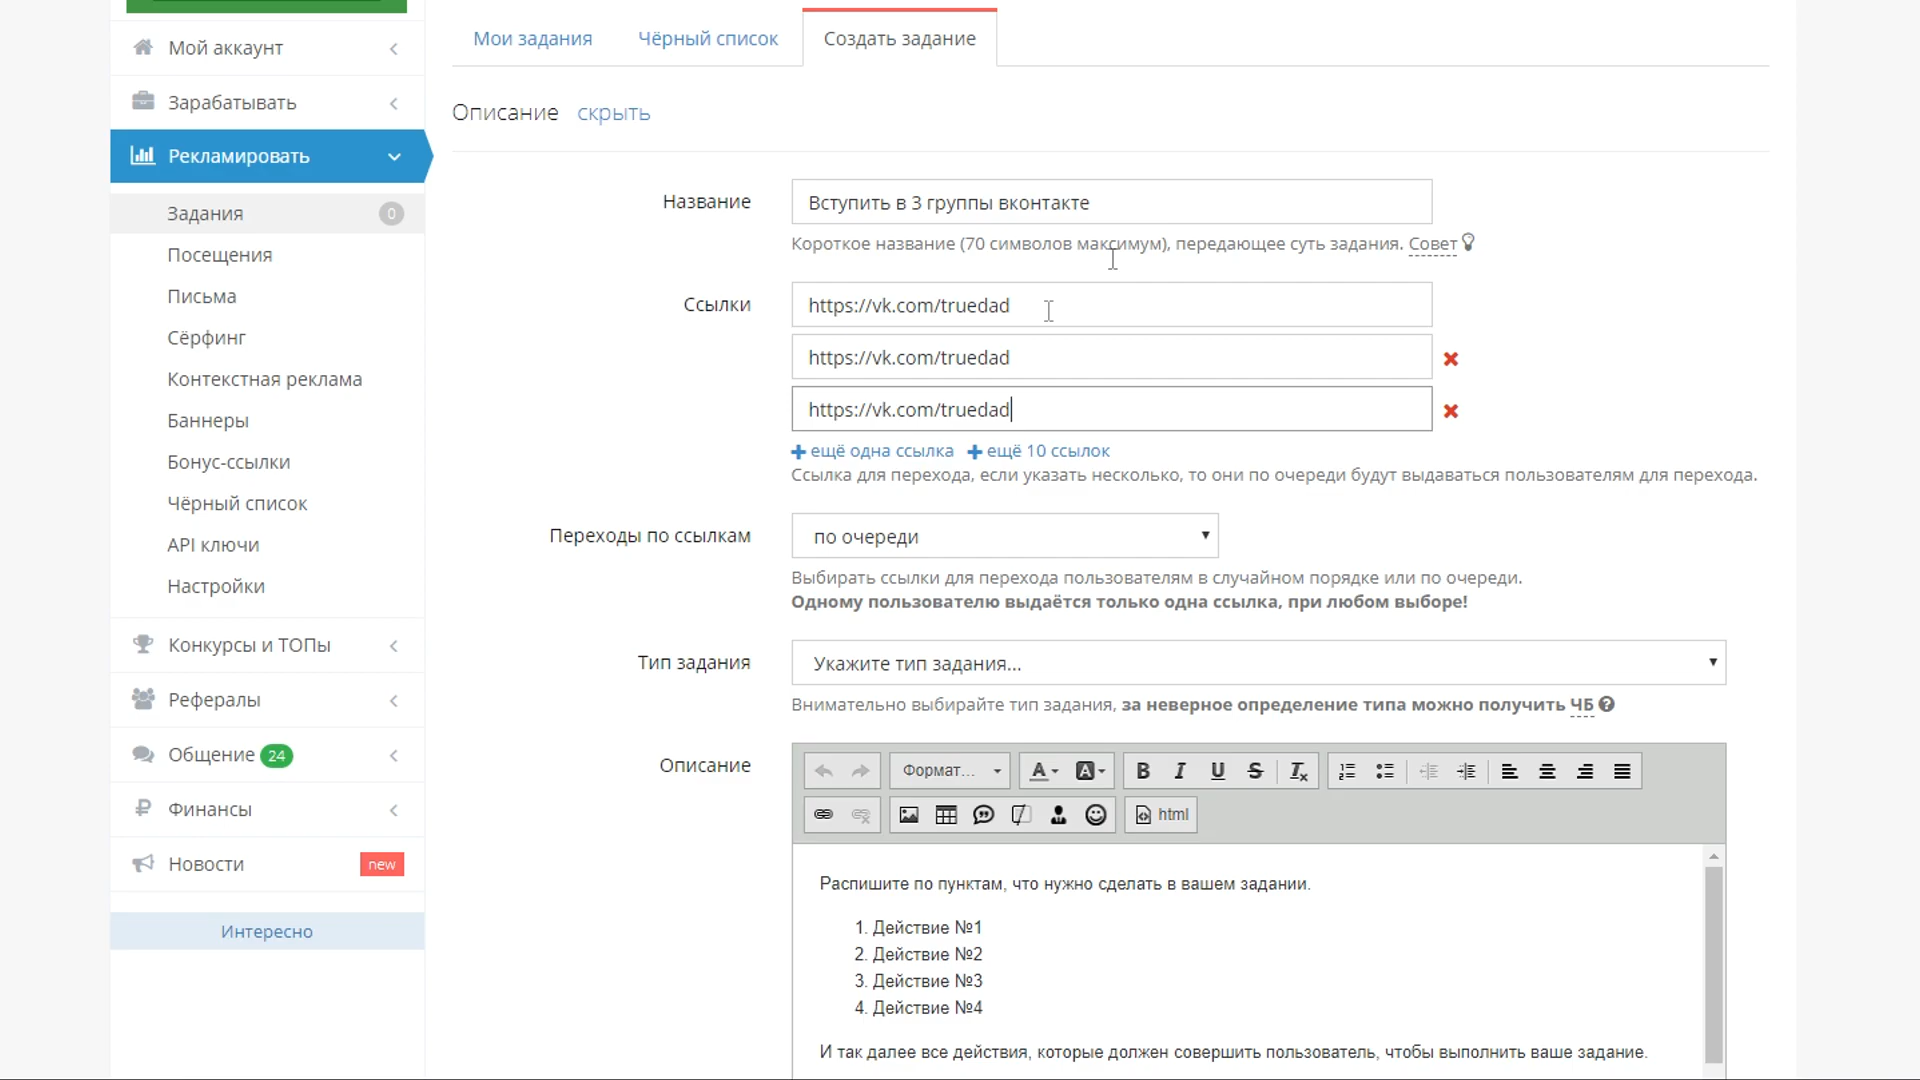 Мой аккаунт
Зарабатывать
Рекламировать
Задания 0
Посещения
Письма
Сёрфинг
Контекстная реклама
Баннеры
Бонус-ссылки
Чёрный список
API ключи
Настройки
Конкурсы и ТОПы
Рефералы
Общение 24
Финансы
Новости new
Интересно
Мои задания Чёрный список Создать задание
Описание скрыть
Название Вступить в 3 группы вконтакте
Короткое название (70 символов максимум), передающее суть задания. Совет
Ссылки https://vk.com/truedad
https://vk.com/truedad
https://vk.com/truedad
ещё одна ссылка ещё 10 ссылок
Ссылка для перехода, если указать несколько, то они по очереди будут выдаваться пользователям для перехода.
Переходы по ссылкам по очереди
Выбирать ссылки для перехода пользователям в случайном порядке или по очереди.
Одному пользователю выдаётся только одна ссылка, при любом выборе!
Тип задания Укажите тип задания...
Внимательно выбирайте тип задания, за неверное определение типа можно получить ЧБ
Описание
Формат...
html
Распишите по пунктам, что нужно сделать в вашем задании.
1. Действие №1
2. Действие №2
3. Действие №3
4. Действие №4
И так далее все действия, которые должен совершить пользователь, чтобы выполнить ваше задание.